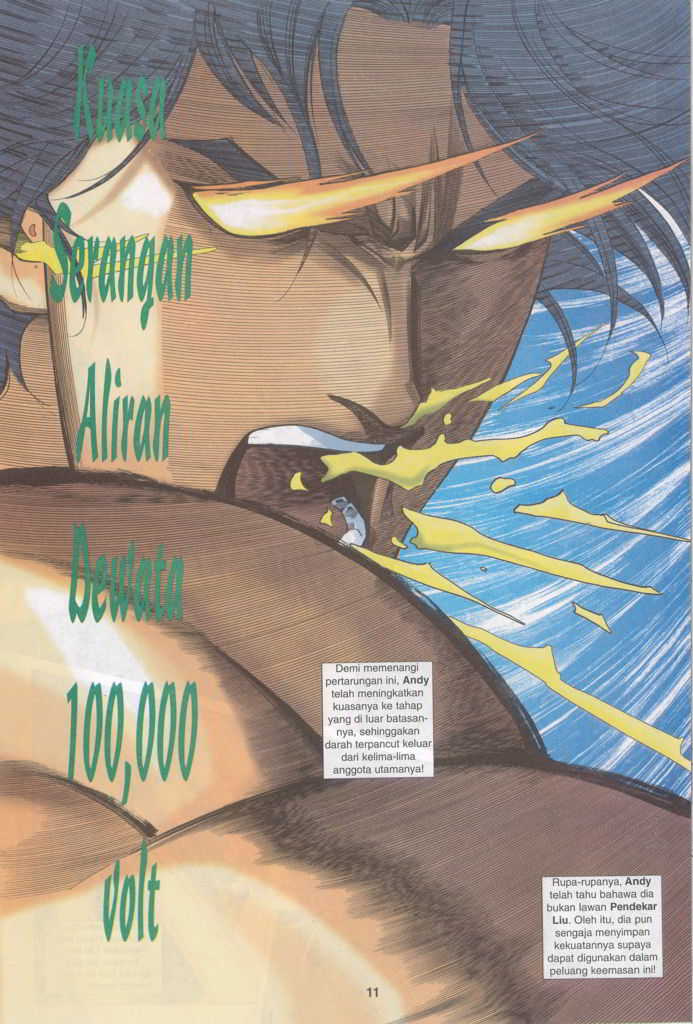 Kuasa
Serangan
Aliran
Dewata
100,000
volt
Demi memenangi
pertarungan ini, Andy
telah meningkatkan
kuasanya ke tahap
yang di luar batasan-
nya, sehinggakan
darah terpancut keluar
dari kelima-lima
anggota utamanya!
Rupa-rupanya, Andy
telah tahu bahawa dia
bukan lawan Pendekar
Liu. Oleh itu, dia pun
sengaja menyimpan
kekuatannya supaya
dapat digunakan dalam
peluang keemasan ini!
11